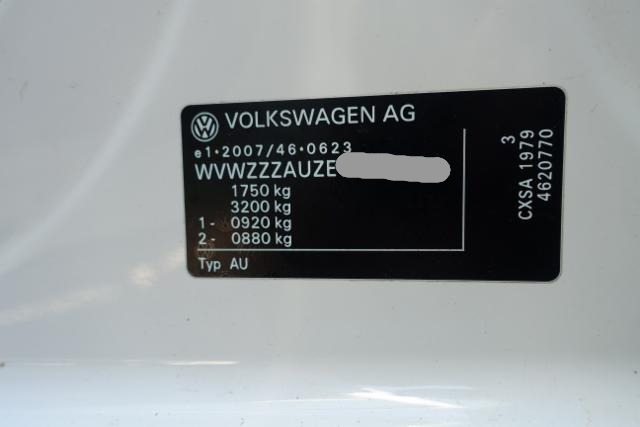 VOLKSWAGEN AG
e1*2007/46*0623
WVWZZZAUZE
1750 kg
3200 kg
1 - 0920 kg
2 - 0880 kg
Typ AU
3
CXSA 1979
4620770